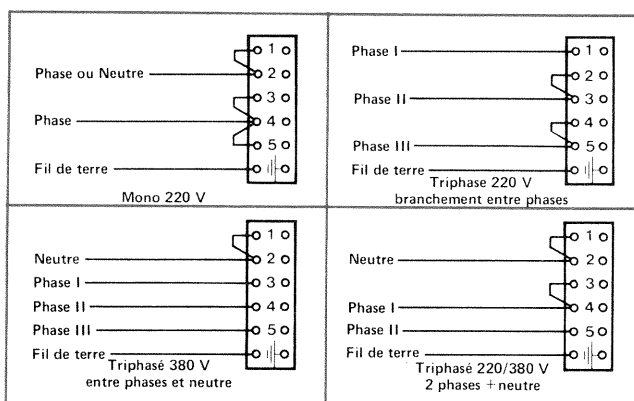 1
Phase ou Neutre 2
3
Phase 4
5
Fil de terre
Mono 220 V
Phase I 1
2
Phase II 3
4
Phase III 5
Fil de terre
Triphase 220 V
branchement entre phases
1
Neutre 2
Phase I 3
Phase II 4
Phase III 5
Fil de terre
Triphasé 380 V
entre phases et neutre
1
Neutre 2
3
Phase I 4
Phase II 5
Fil de terre
Triphasé 220/380 V
2 phases + neutre